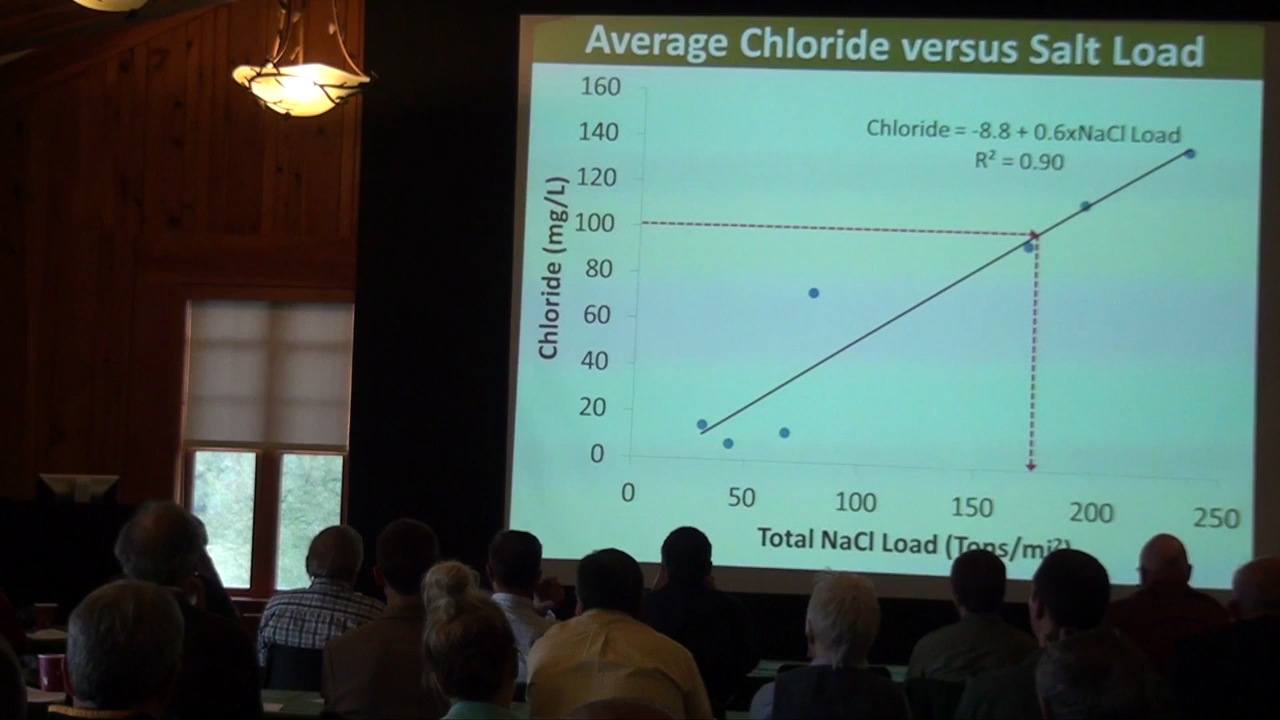 Average Chloride versus Salt Load
160
Chloride = -8.8 + 0.6xNaCl Load
140
R² = 0.90
120
100
80
60
40
20
0
Chloride (mg/L)
0 50 100 150 200 250
Total NaCl Load (Tons/mi²)